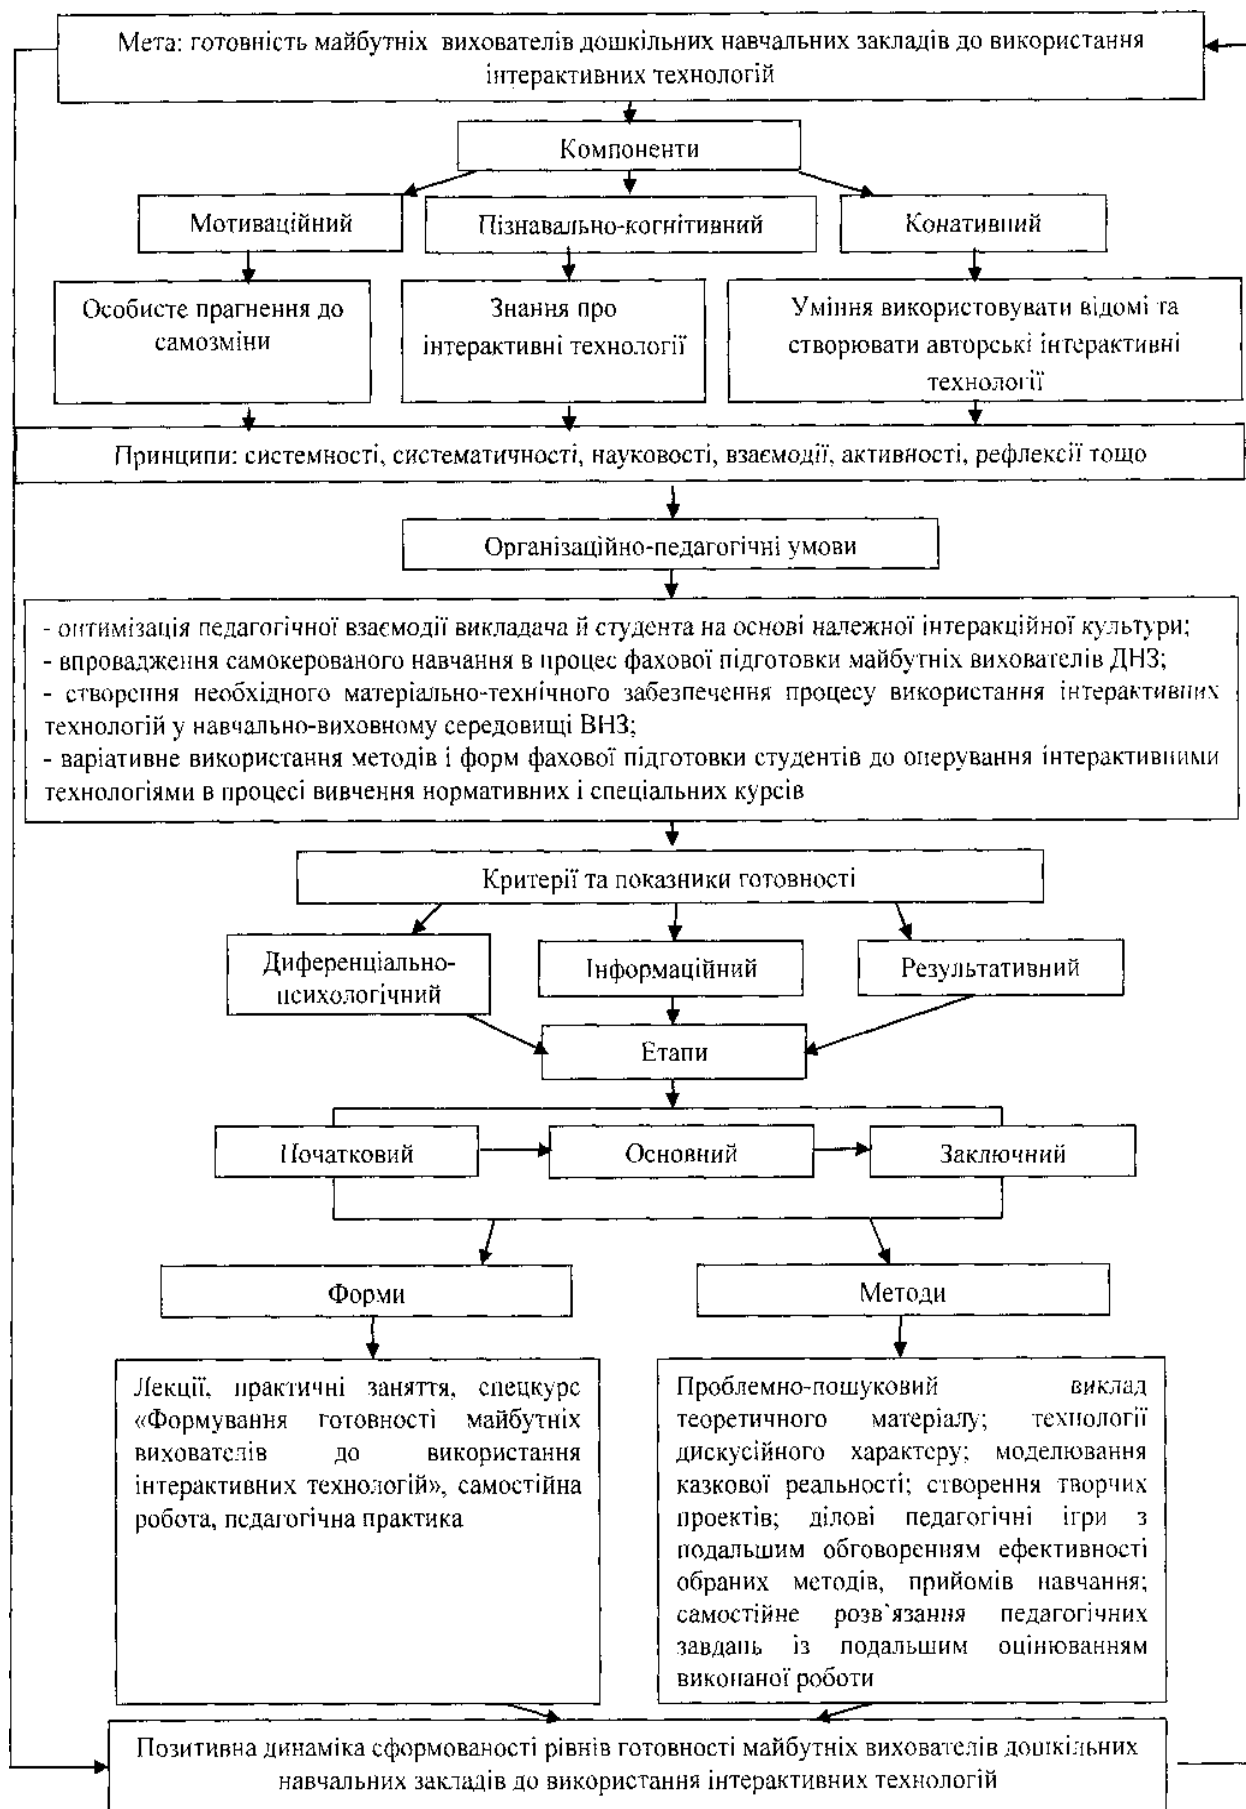 Мета: готовність майбутніх вихователів дошкільних навчальних закладів до використання
інтерактивних технологій
Компоненти
Мотиваційний
Пізнавально-когнітивний
Конативний
Особисте прагнення до
самозміни
Знання про
інтерактивні технології
Уміння використовувати відомі та
створювати авторські інтерактивні
технології
Принципи: системності, систематичності, науковості, взаємодії, активності, рефлексії тощо
Організаційно-педагогічні умови
- оптимізація педагогічної взаємодії викладача й студента на основі належної інтеракційної культури;
- впровадження самокерованого навчання в процес фахової підготовки майбутніх вихователів ДНЗ;
- створення необхідного матеріально-технічного забезпечення процесу використання інтерактивних
технологій у навчально-виховному середовищі ВНЗ;
- варіативне використання методів і форм фахової підготовки студентів до оперування інтерактивними
технологіями в процесі вивчення нормативних і спеціальних курсів
Критерії та показники готовності
Диференціально-
психологічний
Інформаційний
Результативний
Етапи
Початковий
Основний
Заключний
Форми
Методи
Лекції, практичні заняття, спецкурс
«Формування готовності майбутніх
вихователів до використання
інтерактивних технологій», самостійна
робота, педагогічна практика
Проблемно-пошуковий виклад
теоретичного матеріалу; технології
дискусійного характеру; моделювання
казкової реальності; створення творчих
проектів; ділові педагогічні ігри з
подальшим обговоренням ефективності
обраних методів, прийомів навчання;
самостійне розв`язання педагогічних
завдань із подальшим оцінюванням
виконаної роботи
Позитивна динаміка сформованості рівнів готовності майбутніх вихователів дошкільних
навчальних закладів до використання інтерактивних технологій